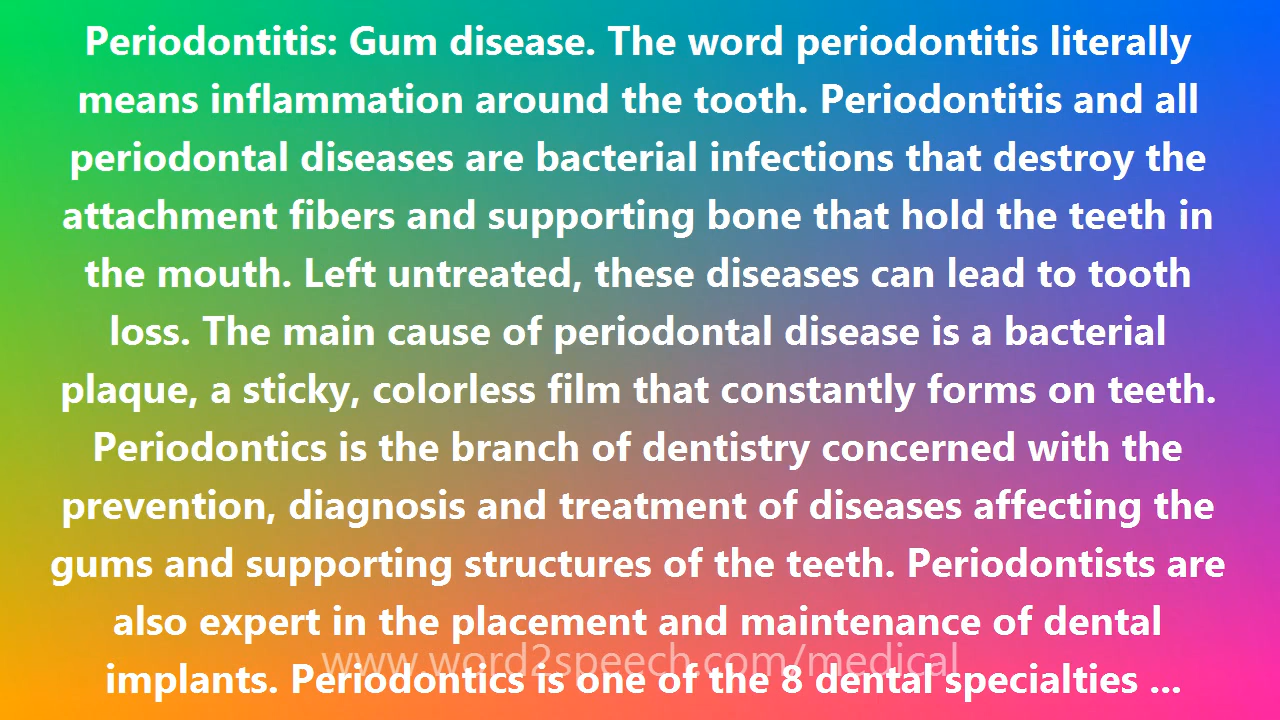 Periodontitis: Gum disease. The word periodontitis literally
means inflammation around the tooth. Periodontitis and all
periodontal diseases are bacterial infections that destroy the
attachment fibers and supporting bone that hold the teeth in
the mouth. Left untreated, these diseases can lead to tooth
loss. The main cause of periodontal disease is a bacterial
plaque, a sticky, colorless film that constantly forms on teeth.
Periodontics is the branch of dentistry concerned with the
prevention, diagnosis and treatment of diseases affecting the
gums and supporting structures of the teeth. Periodontists are
also expert in the placement and maintenance of dental
www.word2speech.com/medical
implants. Periodontics is one of the 8 dental specialties ...